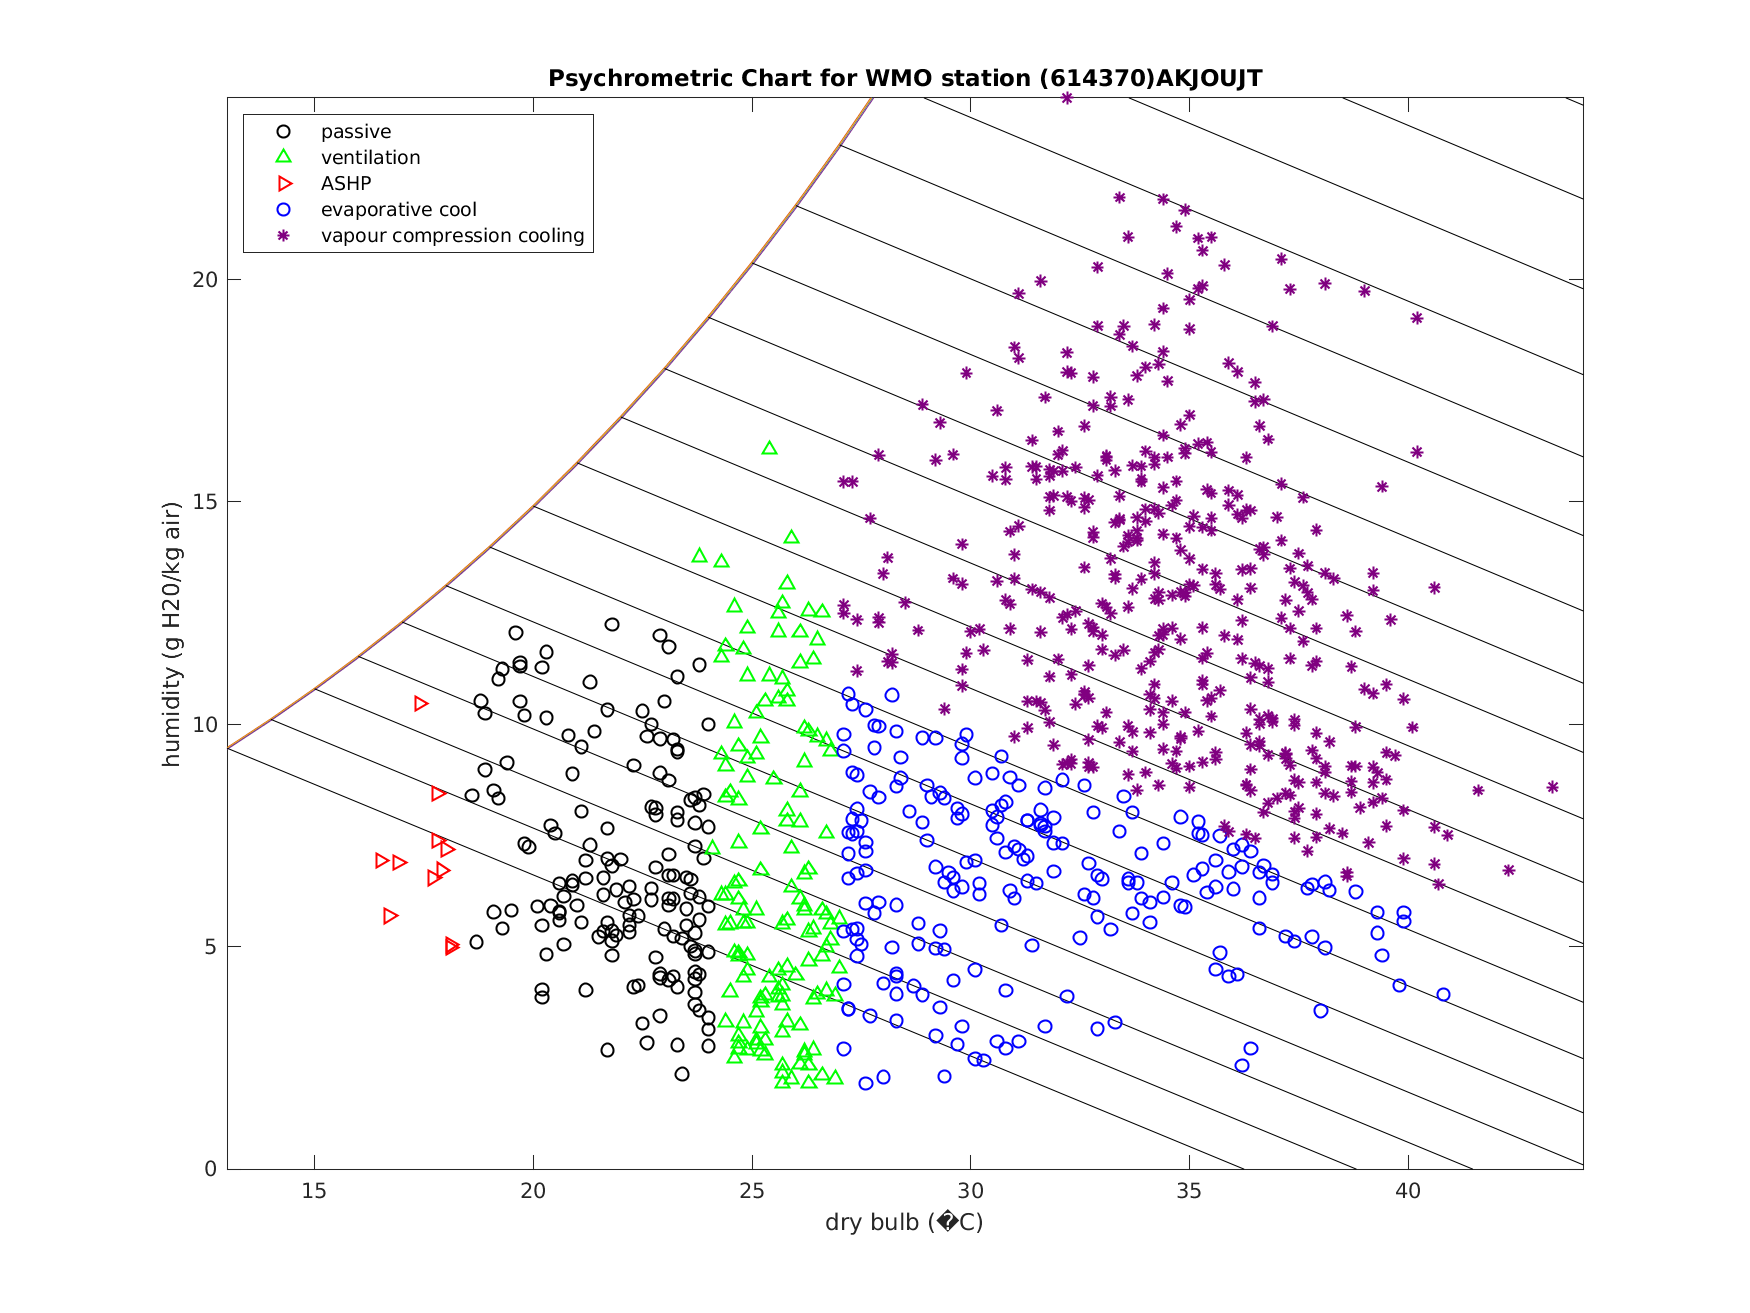 Psychrometric Chart for WMO station (614370)AKJOUJT
passive
ventilation
ASHP
evaporative cool
vapour compression cooling
20
15
10
5
0
humidity (g H20/kg air)
15 20 25 30 35 40
dry bulb (�C)